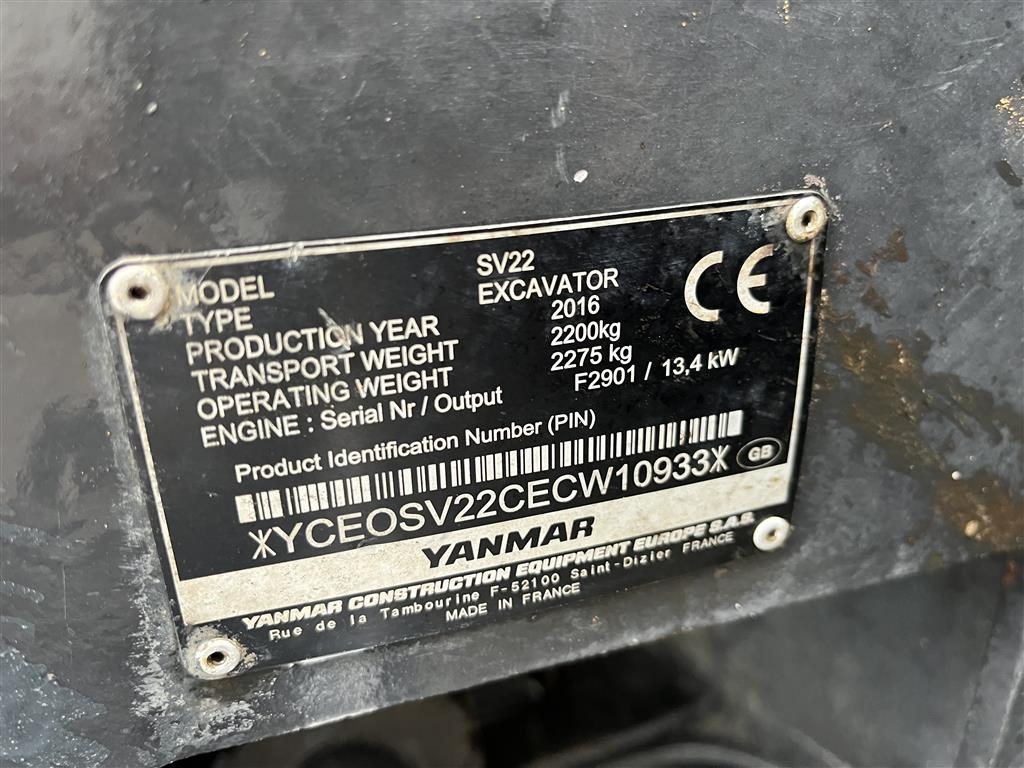 MODEL SV22
TYPE EXCAVATOR
PRODUCTION YEAR 2016
TRANSPORT WEIGHT 2200kg
OPERATING WEIGHT 2275 kg
ENGINE : Serial Nr / Output F2901 / 13,4 kW
CE
Product Identification Number (PIN)
GB
*YCEOSV22CECW10933*
YANMAR
YANMAR CONSTRUCTION EQUIPMENT EUROPE S.A.S.
Rue de la Tambourine F-52100 Saint-Dizier FRANCE
MADE IN FRANCE